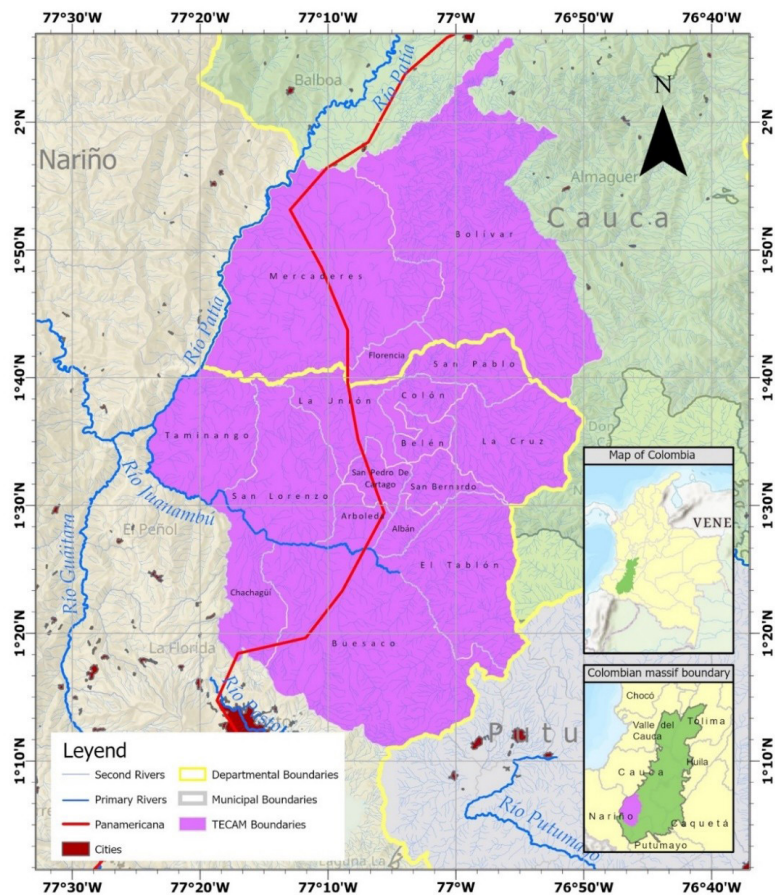 77°30'W 77°20'W 77°10'W 77°0'W 76°50'W 76°40'W
2°N
1°50'N
1°40'N
1°30'N
1°20'N
1°10'N
2°N
1°50'N
1°40'N
1°30'N
1°20'N
1°10'N
Balboa
Río Patía
N
Nariño
Almaguer
Cauca
Bolívar
Mercaderes
Río Patía
Florencia
San Pablo
La Unión
Colón
Taminango
Belén
La Cruz
San Pedro De
Cartago
San Bernardo
San Lorenzo
Río Juanambú
Arboleda
Albán
El Peñol
El Tablón
Río Guáitara
Chachagüí
La Florida
Buesaco
Map of Colombia
VENE
Colombian massif boundary
Chocó
Valle del
Cauca
Tolima
Cauca
Huila
Nariño
Caquetá
Putumayo
Putu
Río Putumayo
Laguna La
Leyend
Second Rivers
Departmental Boundaries
Primary Rivers
Municipal Boundaries
Panamericana
TECAM Boundaries
Cities
77°30'W 77°20'W 77°10'W 77°0'W 76°50'W 76°40'W